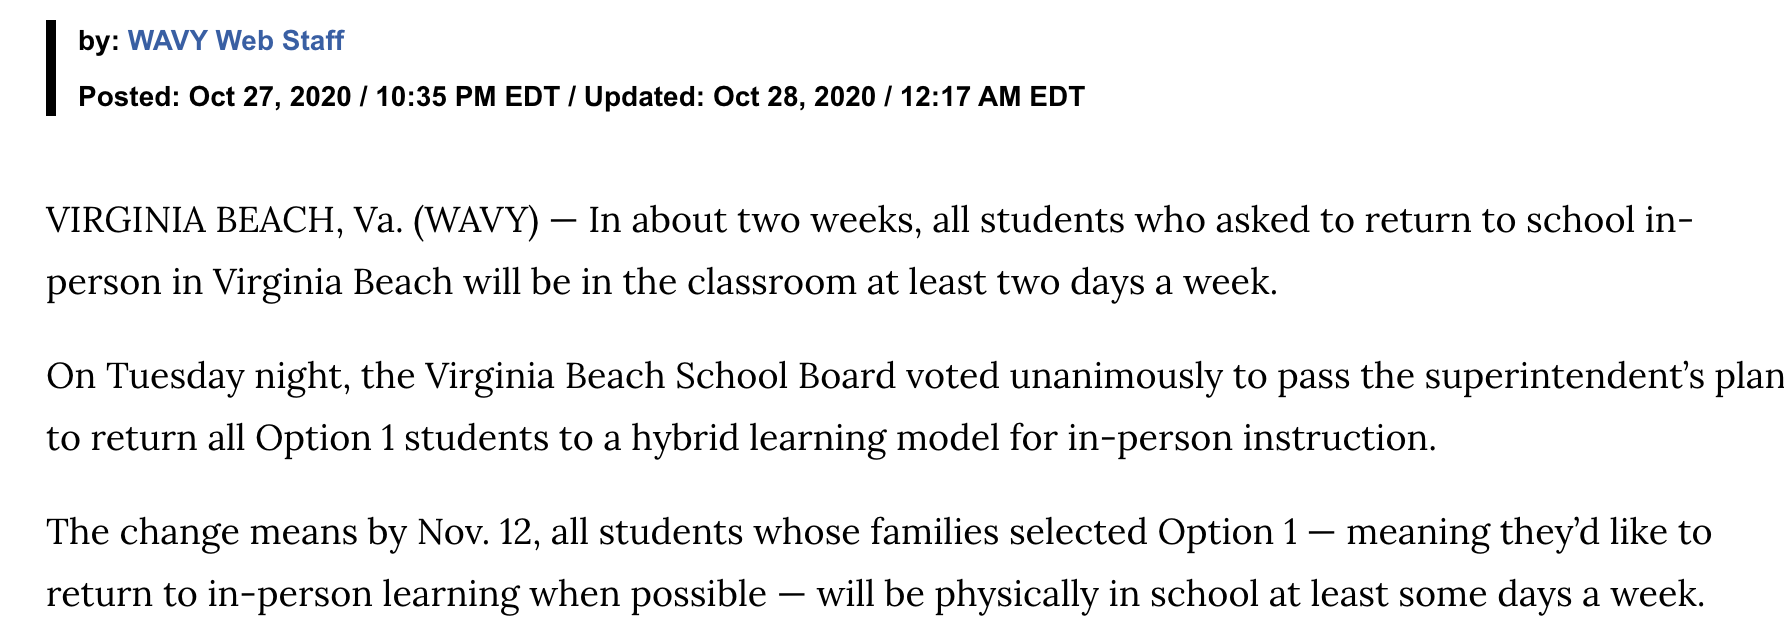 by: WAVY Web Staff
Posted: Oct 27, 2020 / 10:35 PM EDT / Updated: Oct 28, 2020 / 12:17 AM EDT
VIRGINIA BEACH, Va. (WAVY) — In about two weeks, all students who asked to return to school in-
person in Virginia Beach will be in the classroom at least two days a week.
On Tuesday night, the Virginia Beach School Board voted unanimously to pass the superintendent’s plan
to return all Option 1 students to a hybrid learning model for in-person instruction.
The change means by Nov. 12, all students whose families selected Option 1 — meaning they’d like to
return to in-person learning when possible — will be physically in school at least some days a week.